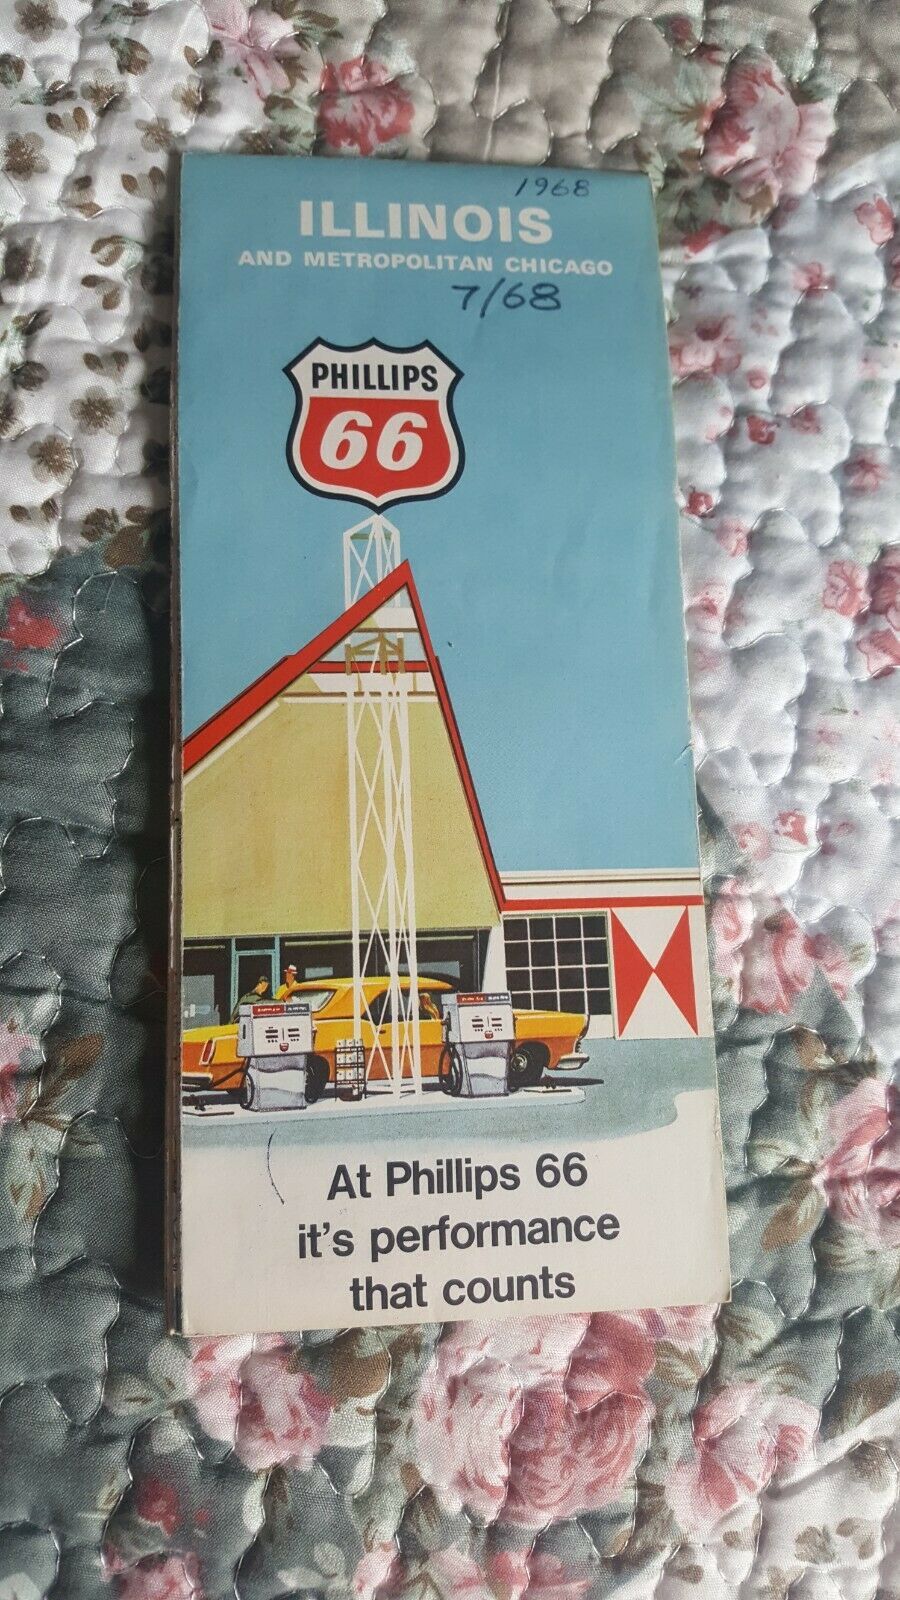 1968
ILLINOIS
AND METROPOLITAN CHICAGO
7/68
PHILLIPS
66
At Phillips 66
it's performance
that counts